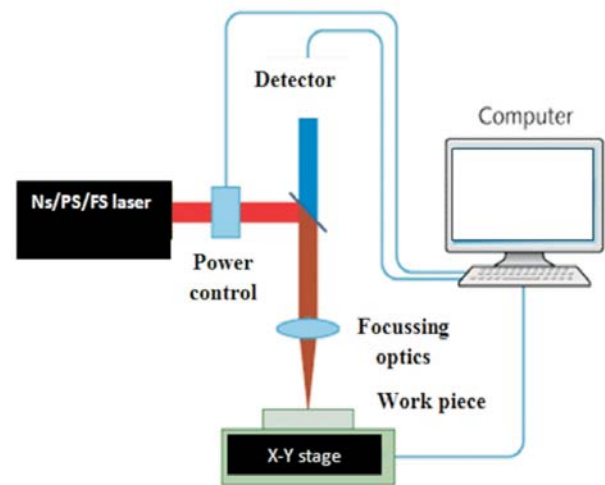 Detector
Computer
Ns/PS/FS laser
Power
control
Focussing
optics
Work piece
X-Y stage